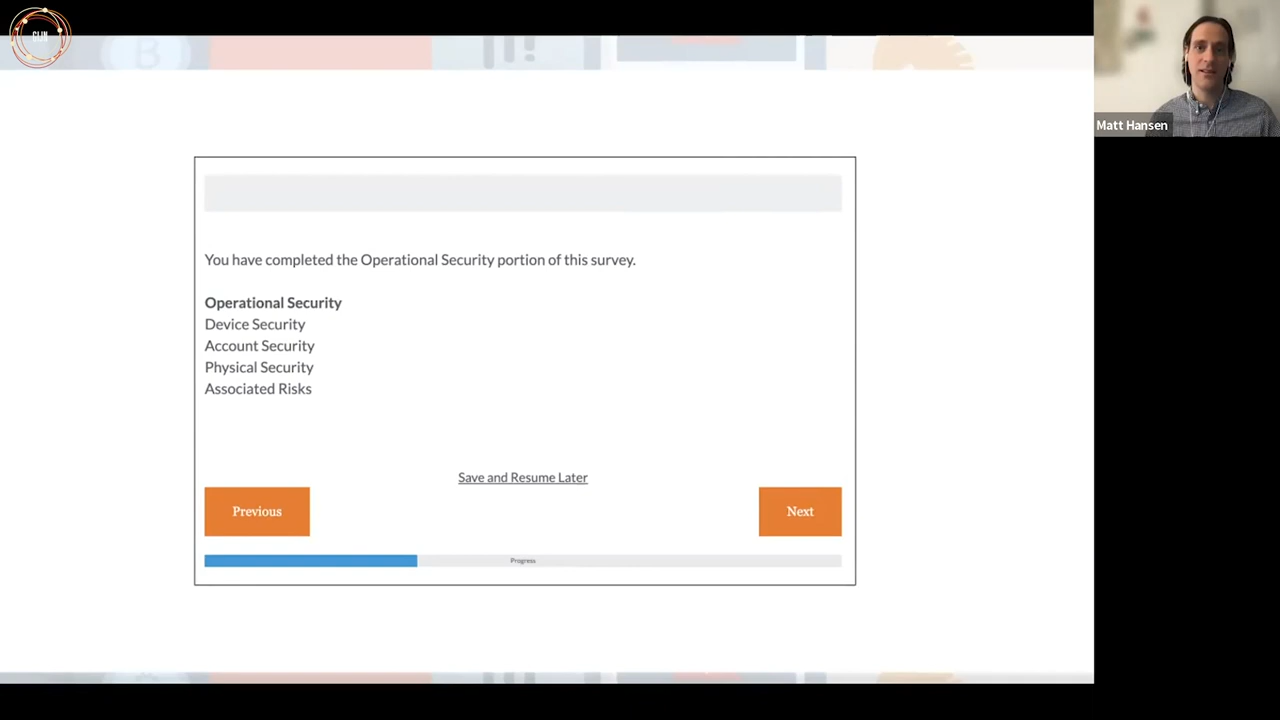 GIJN
Matt Hansen
You have completed the Operational Security portion of this survey.
Operational Security
Device Security
Account Security
Physical Security
Associated Risks
Save and Resume Later
Previous
Next
Progress